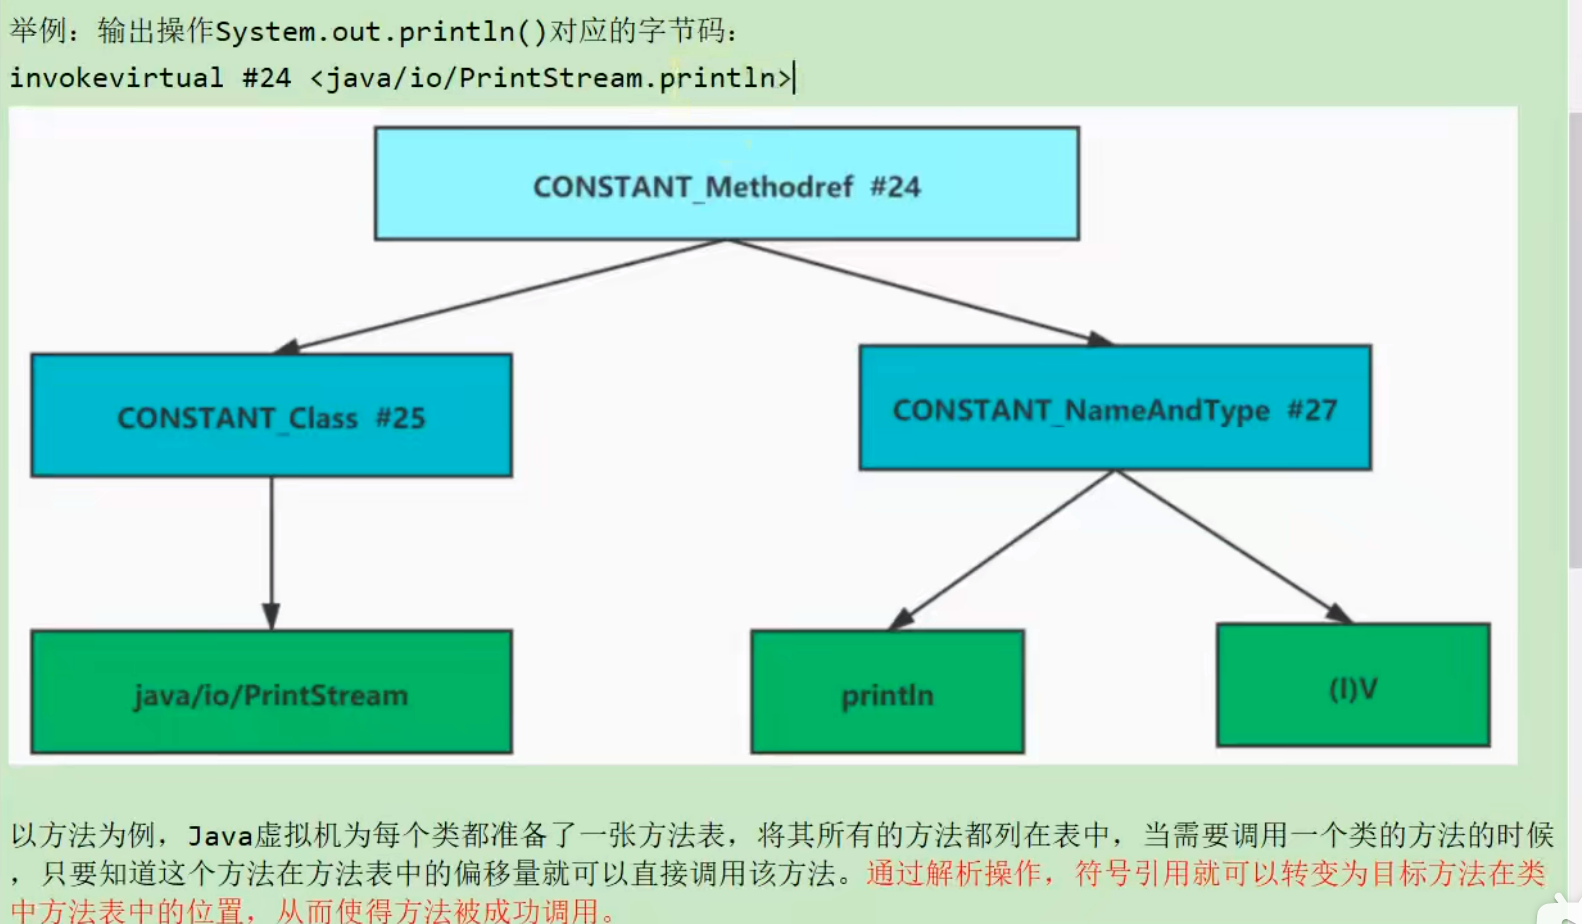 举例：输出操作System.out.println()对应的字节码：
invokevirtual #24 <java/io/PrintStream.println>
CONSTANT_Methodref #24
CONSTANT_Class #25
CONSTANT_NameAndType #27
java/io/PrintStream
println
(I)V
以方法为例，Java虚拟机为每个类都准备了一张方法表，将其所有的方法都列在表中，当需要调用一个类的方法的时候
，只要知道这个方法在方法表中的偏移量就可以直接调用该方法。通过解析操作，符号引用就可以转变为目标方法在类
中方法表中的位置，从而使得方法被成功调用。